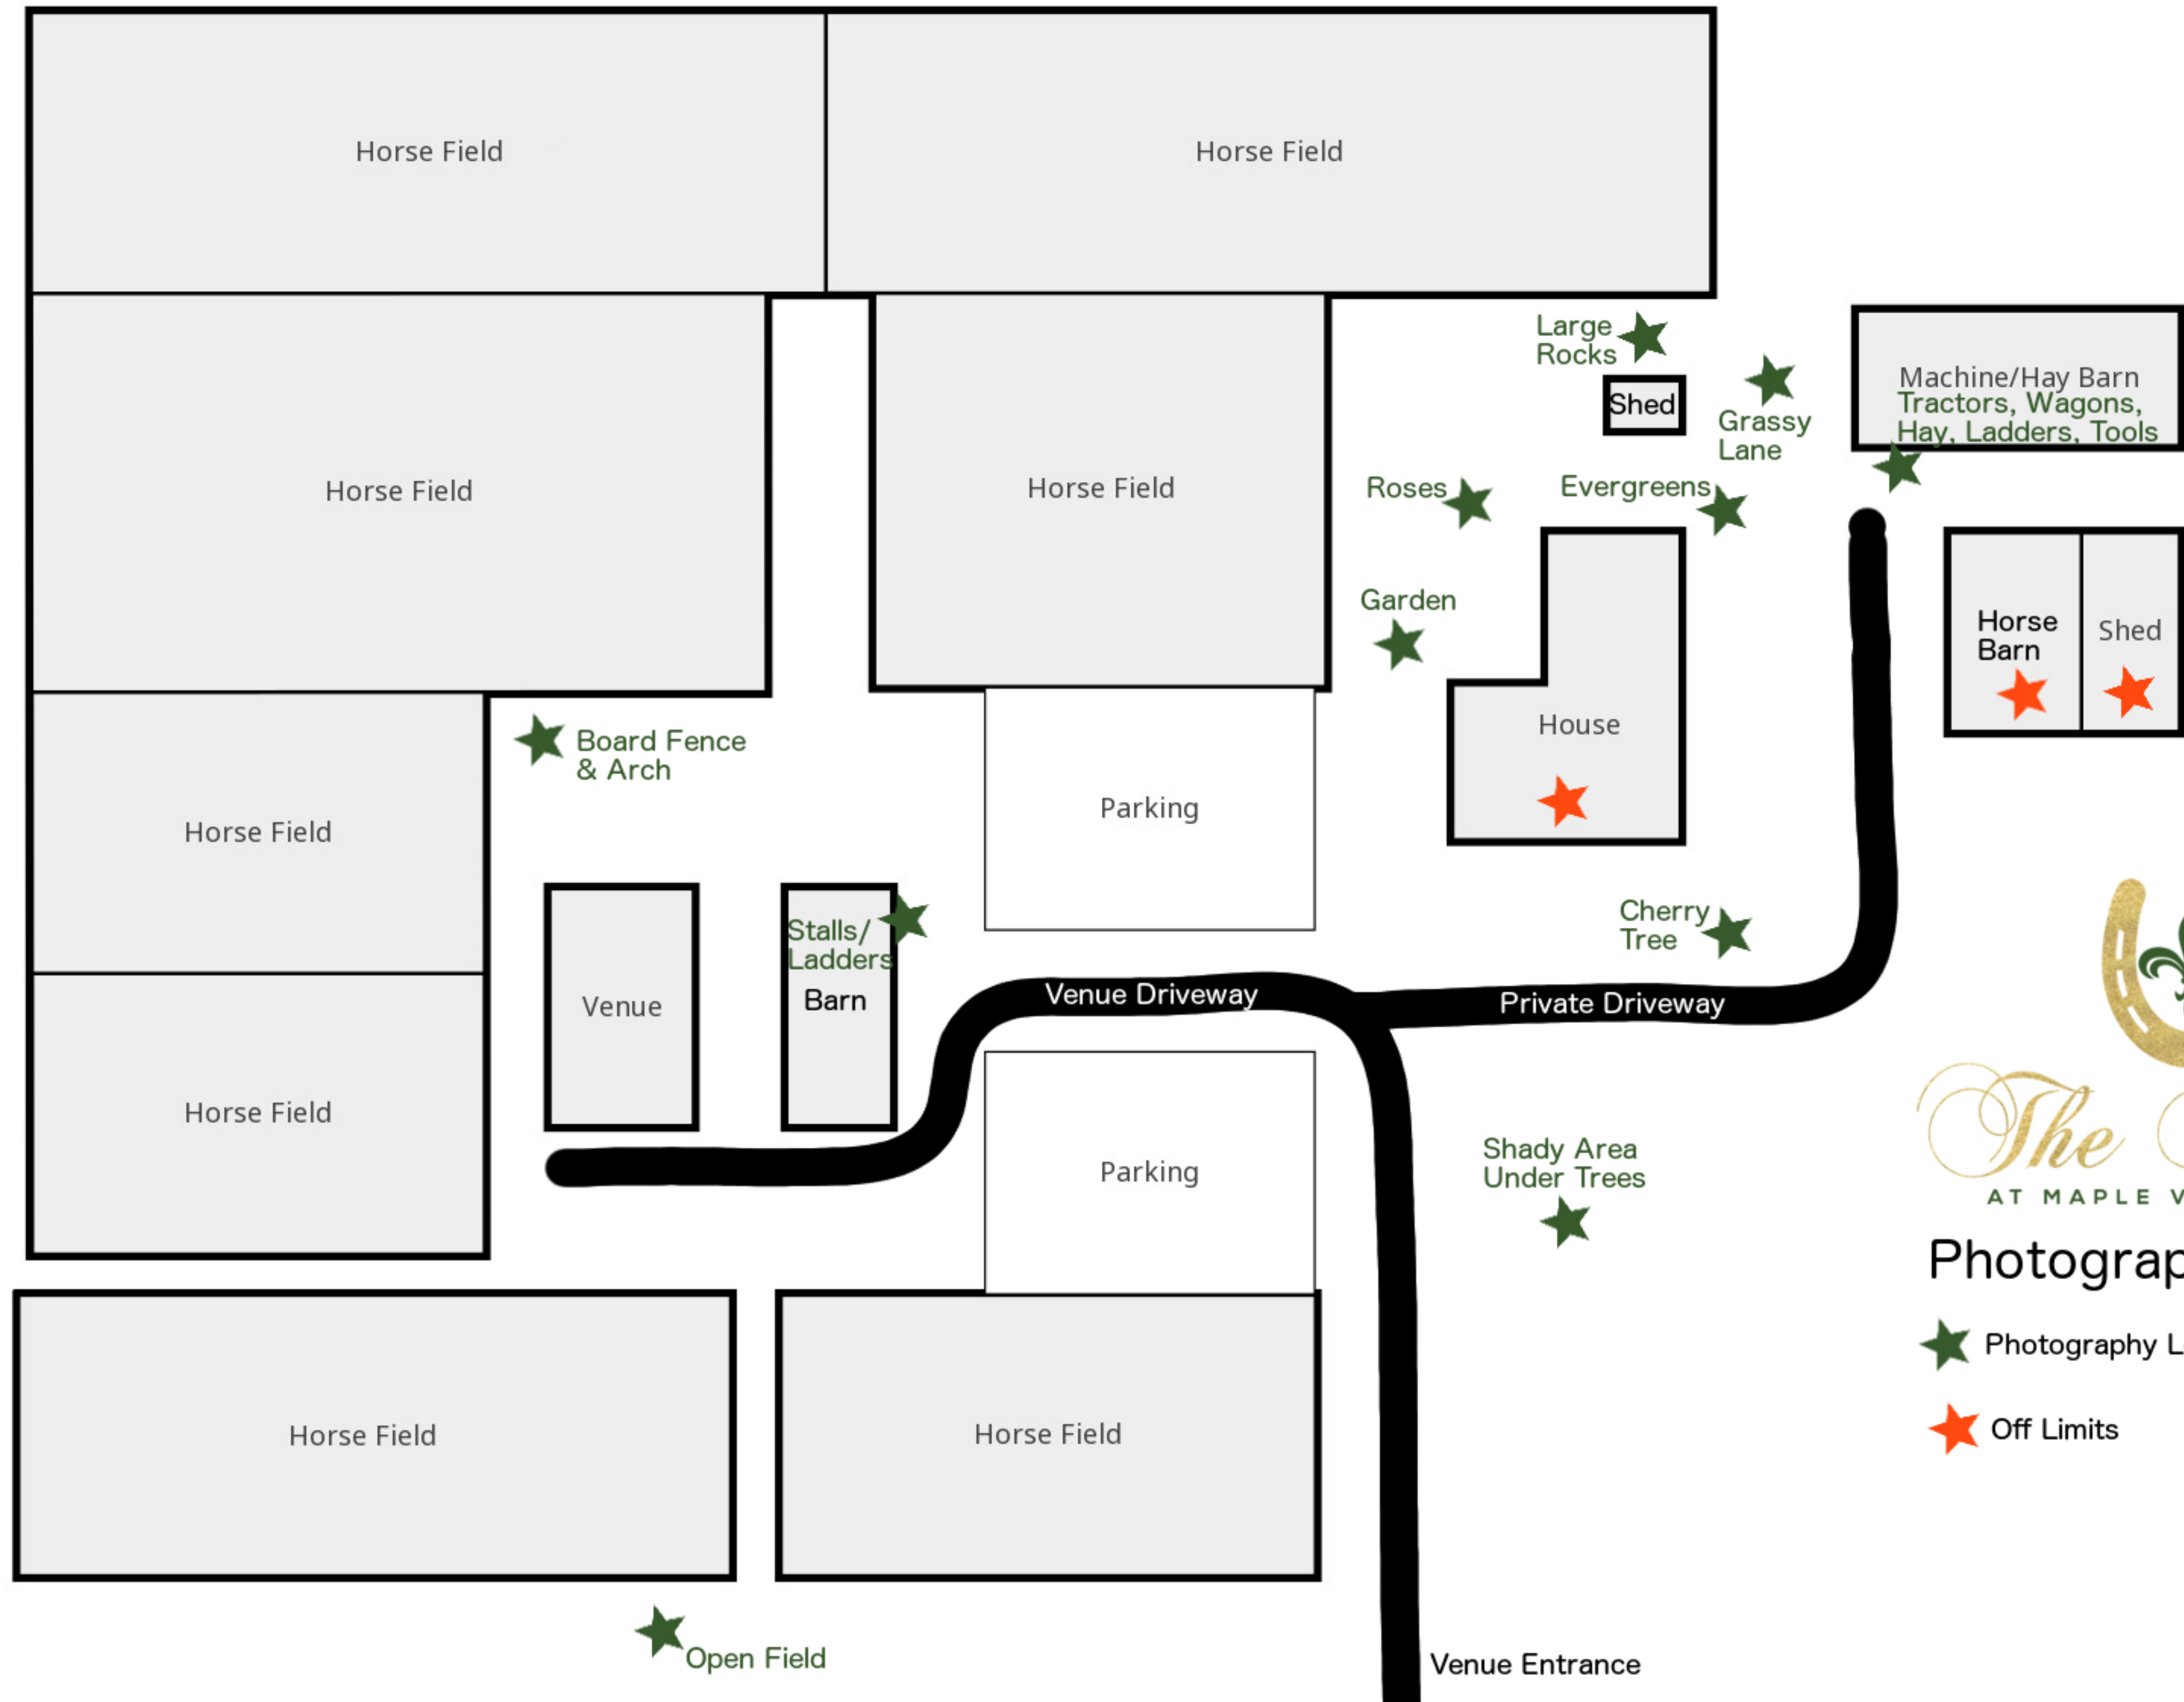 Horse Field
Horse Field
Large
Rocks
Shed
Grassy
Lane
Machine/Hay Barn
Tractors, Wagons,
Hay, Ladders, Tools
Horse Field
Horse Field
Roses
Evergreens
Garden
Horse
Barn
Shed
House
Board Fence
& Arch
Parking
Horse Field
Stalls/
Ladders
Barn
Venue
Cherry
Tree
Venue Driveway
Private Driveway
Horse Field
Parking
Shady Area
Under Trees
The
AT MAPLE V
Photograp
Photography L
Off Limits
Horse Field
Horse Field
Open Field
Venue Entrance